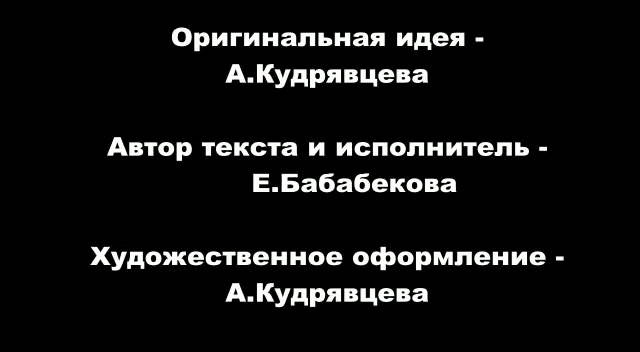 Оригинальная идея -
А.Кудрявцева
Автор текста и исполнитель -
Е.Бабабекова
Художественное оформление -
А.Кудрявцева